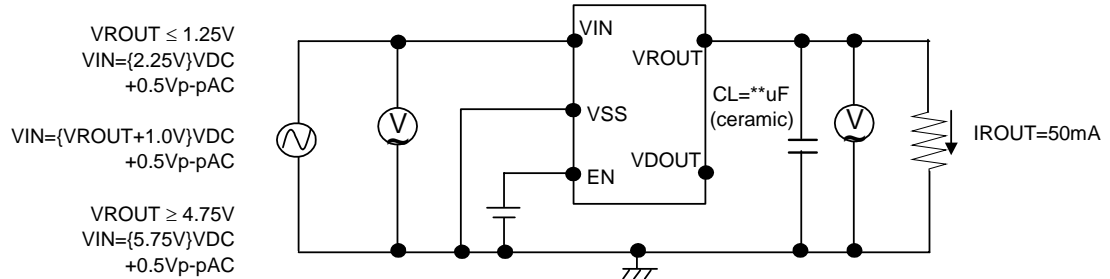 VROUT ≤ 1.25V
VIN={2.25V}VDC
+0.5Vp-pAC
VIN={VROUT+1.0V}VDC
+0.5Vp-pAC
VROUT ≥ 4.75V
VIN={5.75V}VDC
+0.5Vp-pAC
V
VIN
VROUT
VSS
VDOUT
EN
CL=**uF
(ceramic)
V
IROUT=50mA